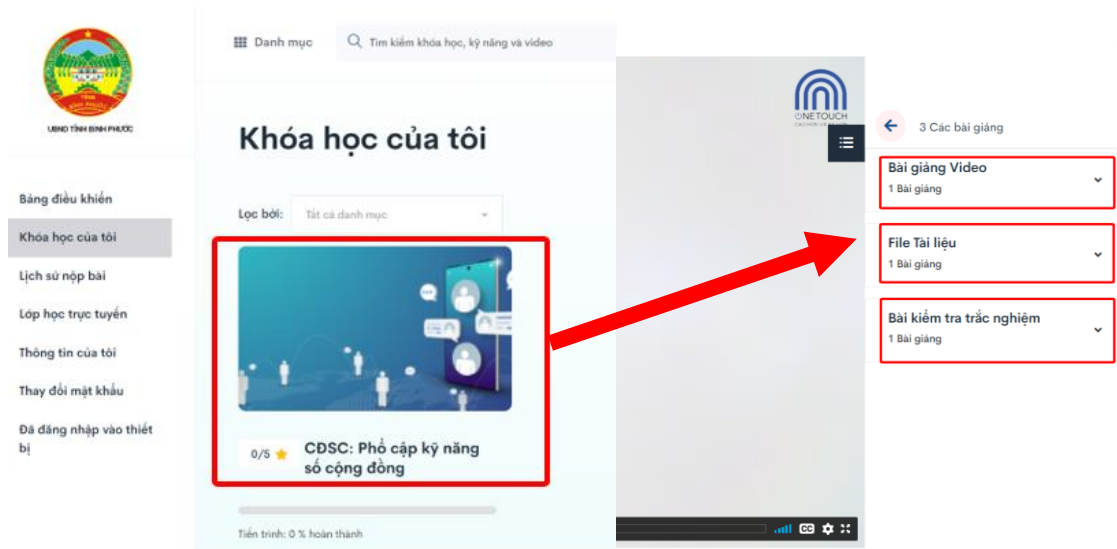 UBND TỈNH BÌNH PHƯỚC
Bảng điều khiển
Khóa học của tôi
Lịch sử nộp bài
Lớp học trực tuyến
Thông tin của tôi
Thay đổi mật khẩu
Đã đăng nhập vào thiết
bị
Danh mục
Tìm kiếm khóa học, kỹ năng và video
Khóa học của tôi
Lọc bởi:
Tất cả danh mục
0/5
CĐSC: Phổ cập kỹ năng
số cộng đồng
Tiến trình: 0 % hoàn thành
ONETOUCH
CC
3 Các bài giảng
Bài giảng Video
1 Bài giảng
File Tài liệu
1 Bài giảng
Bài kiểm tra trắc nghiệm
1 Bài giảng